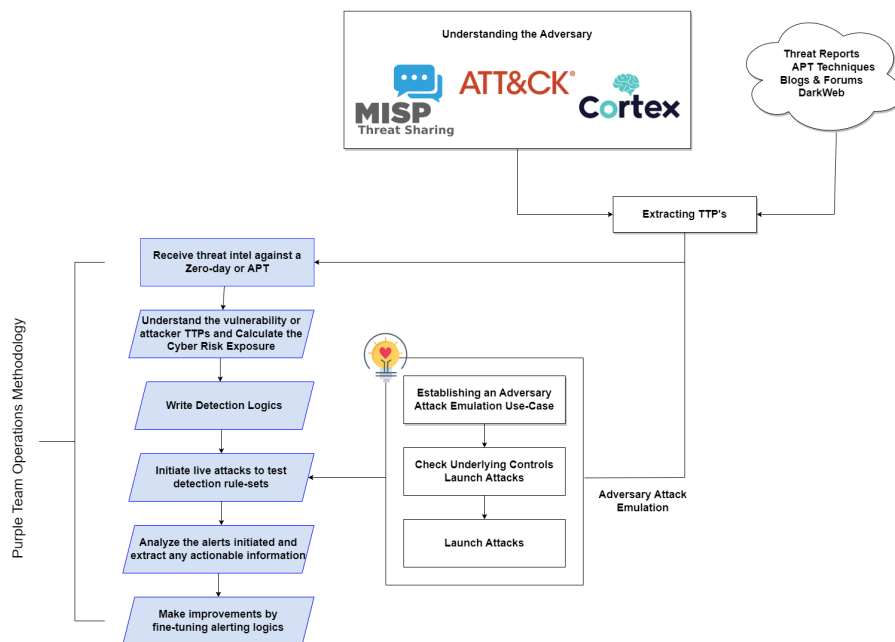 Understanding the Adversary
MISP
Threat Sharing
ATT&CK®
Cortex
Threat Reports
APT Techniques
Blogs & Forums
DarkWeb
Extracting TTP's
Purple Team Operations Methodology
Receive threat intel against a
Zero-day or APT
Understand the vulnerability or
attacker TTPs and Calculate the
Cyber Risk Exposure
Write Detection Logics
Initiate live attacks to test
detection rule-sets
Analyze the alerts initiated and
extract any actionable information
Make improvements by
fine-tuning alerting logics
Establishing an Adversary
Attack Emulation Use-Case
Check Underlying Controls
Launch Attacks
Launch Attacks
Adversary Attack
Emulation